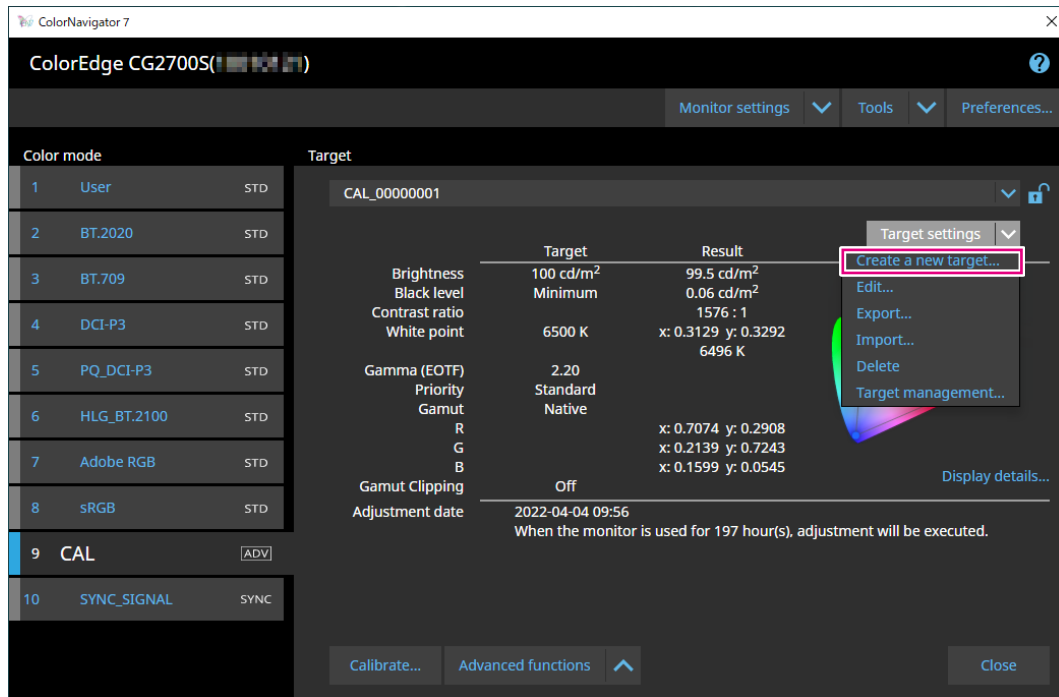 ColorNavigator 7
ColorEdge CG2700S( )
Monitor settings Tools Preferences...
Color mode
1 User STD
2 BT.2020 STD
3 BT.709 STD
4 DCI-P3 STD
5 PQ_DCI-P3 STD
6 HLG_BT.2100 STD
7 Adobe RGB STD
8 sRGB STD
9 CAL ADV
10 SYNC_SIGNAL SYNC
Target
CAL_00000001
Target settings
Create a new target...
Edit...
Export...
Import...
Delete
Target management...
Target Result
Brightness 100 cd/m² 99.5 cd/m²
Black level Minimum 0.06 cd/m²
Contrast ratio 1576 : 1
White point 6500 K x: 0.3129 y: 0.3292
6496 K
Gamma (EOTF) 2.20
Priority Standard
Gamut Native
R x: 0.7074 y: 0.2908
G x: 0.2139 y: 0.7243
B x: 0.1599 y: 0.0545
Gamut Clipping Off
Display details...
Adjustment date 2022-04-04 09:56
When the monitor is used for 197 hour(s), adjustment will be executed.
Calibrate... Advanced functions Close